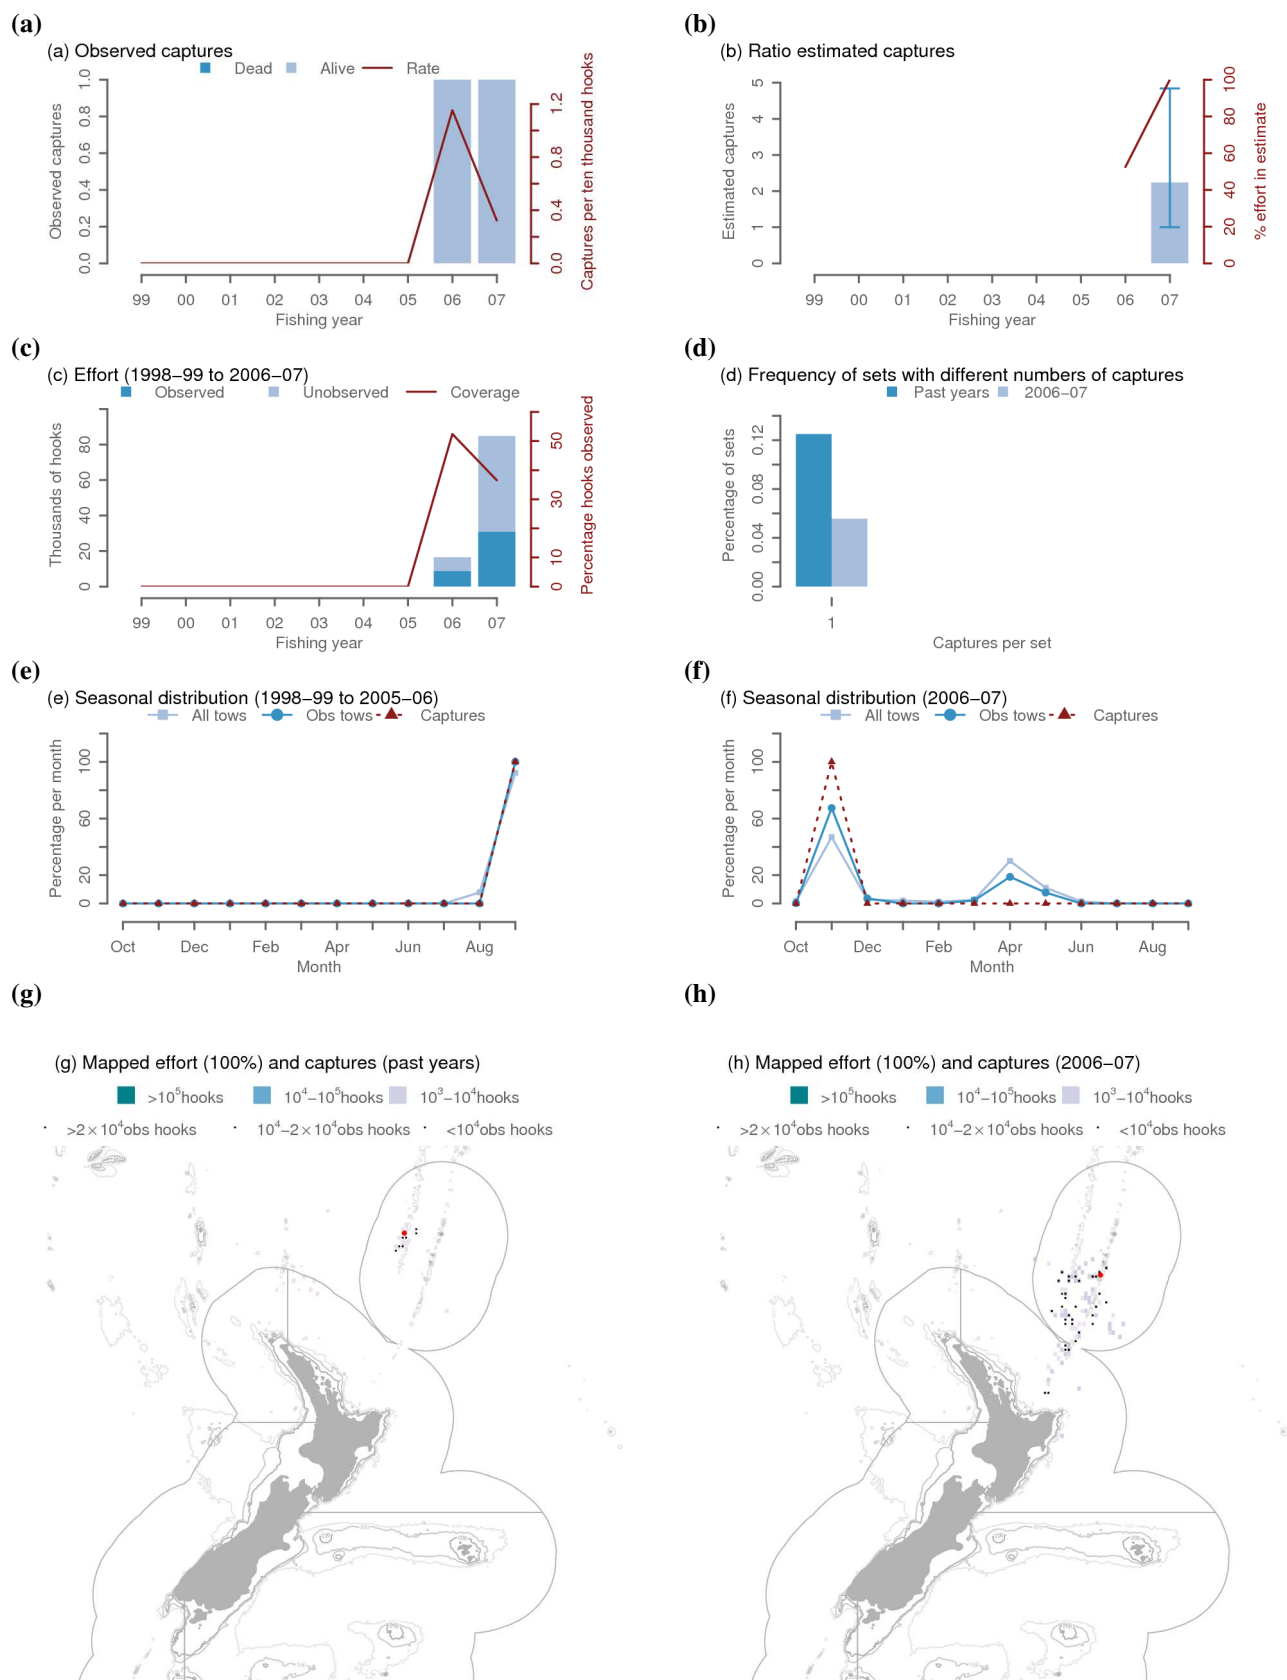 (a)
(a) Observed captures
Dead Alive Rate
Observed captures
0.0 0.2 0.4 0.6 0.8 1.0
Captures per ten thousand hooks
0.0 0.4 0.8 1.2
99 00 01 02 03 04 05 06 07
Fishing year
(b)
(b) Ratio estimated captures
Estimated captures
0 1 2 3 4 5
% effort in estimate
0 20 40 60 80 100
99 00 01 02 03 04 05 06 07
Fishing year
(c)
(c) Effort (1998–99 to 2006–07)
Observed Unobserved Coverage
Thousands of hooks
0 20 40 60 80
Percentage hooks observed
0 10 30 50
99 00 01 02 03 04 05 06 07
Fishing year
(d)
(d) Frequency of sets with different numbers of captures
Past years 2006–07
Percentage of sets
0.00 0.04 0.08 0.12
1
Captures per set
(e)
(e) Seasonal distribution (1998–99 to 2005–06)
All tows Obs tows Captures
Percentage per month
0 20 60 100
Oct Dec Feb Apr Jun Aug
Month
(f)
(f) Seasonal distribution (2006–07)
All tows Obs tows Captures
Percentage per month
0 20 60 100
Oct Dec Feb Apr Jun Aug
Month
(g)
(g) Mapped effort (100%) and captures (past years)
>10⁵hooks 10⁴–10⁵hooks 10³–10⁴hooks
>2×10⁴obs hooks 10⁴–2×10⁴obs hooks <10⁴obs hooks
(h)
(h) Mapped effort (100%) and captures (2006–07)
>10⁵hooks 10⁴–10⁵hooks 10³–10⁴hooks
>2×10⁴obs hooks 10⁴–2×10⁴obs hooks <10⁴obs hooks